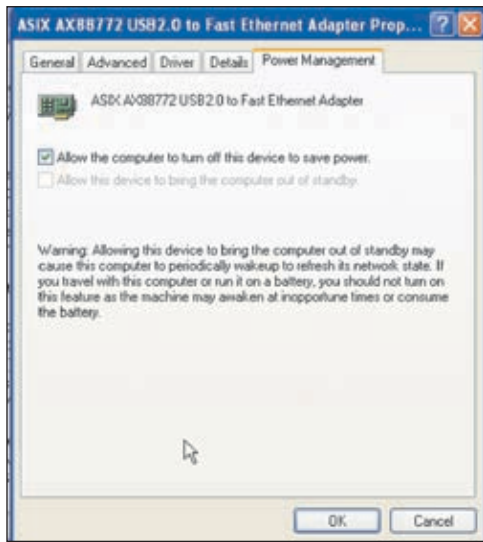 ASIX AX88772 USB2.0 to Fast Ethernet Adapter Prop...
General Advanced Driver Details Power Management
ASIX AX88772 USB2.0 to Fast Ethernet Adapter
Allow the computer to turn off this device to save power.
Allow this device to bring the computer out of standby.
Warning: Allowing this device to bring the computer out of standby may
cause this computer to periodically wakeup to refresh its network state. If
you travel with this computer or run it on a battery, you should not turn on
this feature as the machine may awaken at inopportune times or consume
the battery.
OK Cancel